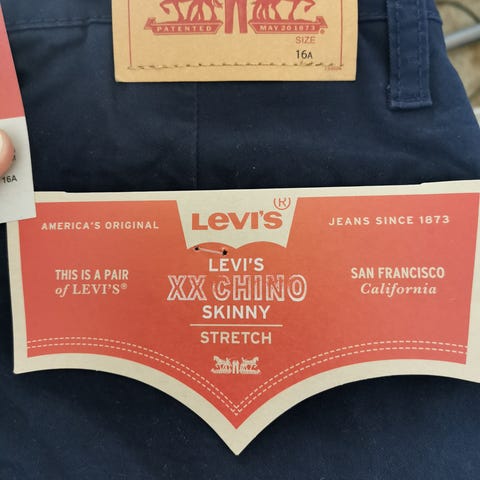 PATENTED MAY 20 1873
SIZE
16A
16A
AMERICA'S ORIGINAL
LEVI'S®
JEANS SINCE 1873
THIS IS A PAIR
of LEVI'S®
LEVI'S
XX CHINO
SKINNY
STRETCH
SAN FRANCISCO
California